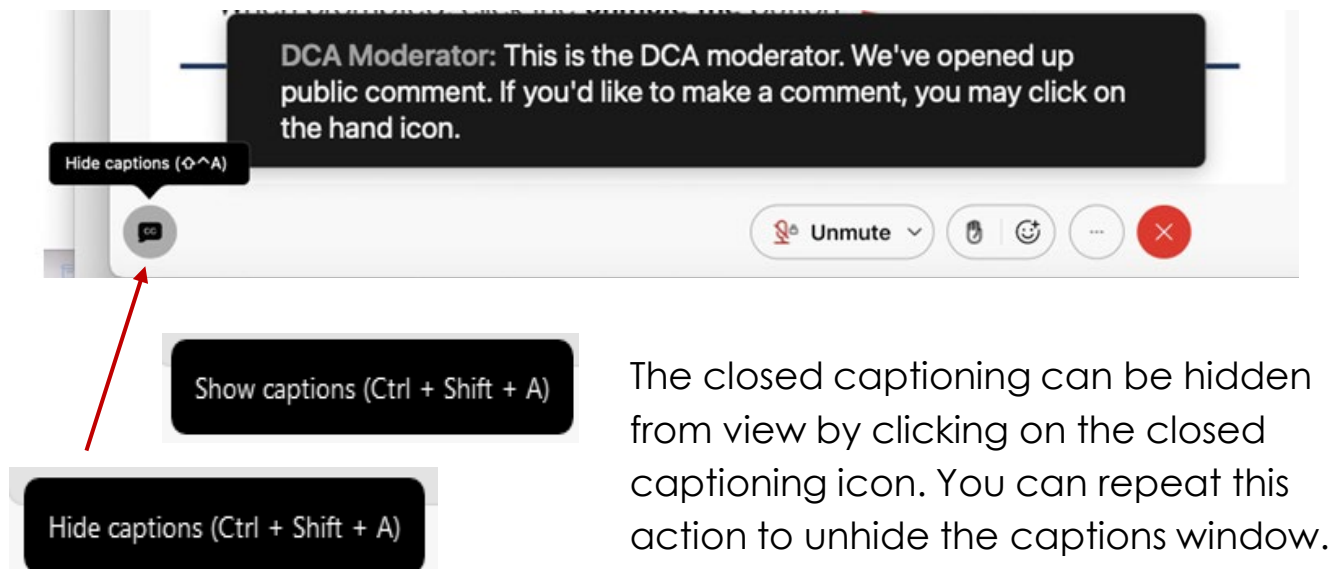 DCA Moderator: This is the DCA moderator. We've opened up
public comment. If you'd like to make a comment, you may click on
the hand icon.
Hide captions (⇧^A)
CC
Unmute
Show captions (Ctrl + Shift + A)
Hide captions (Ctrl + Shift + A)
The closed captioning can be hidden
from view by clicking on the closed
captioning icon. You can repeat this
action to unhide the captions window.